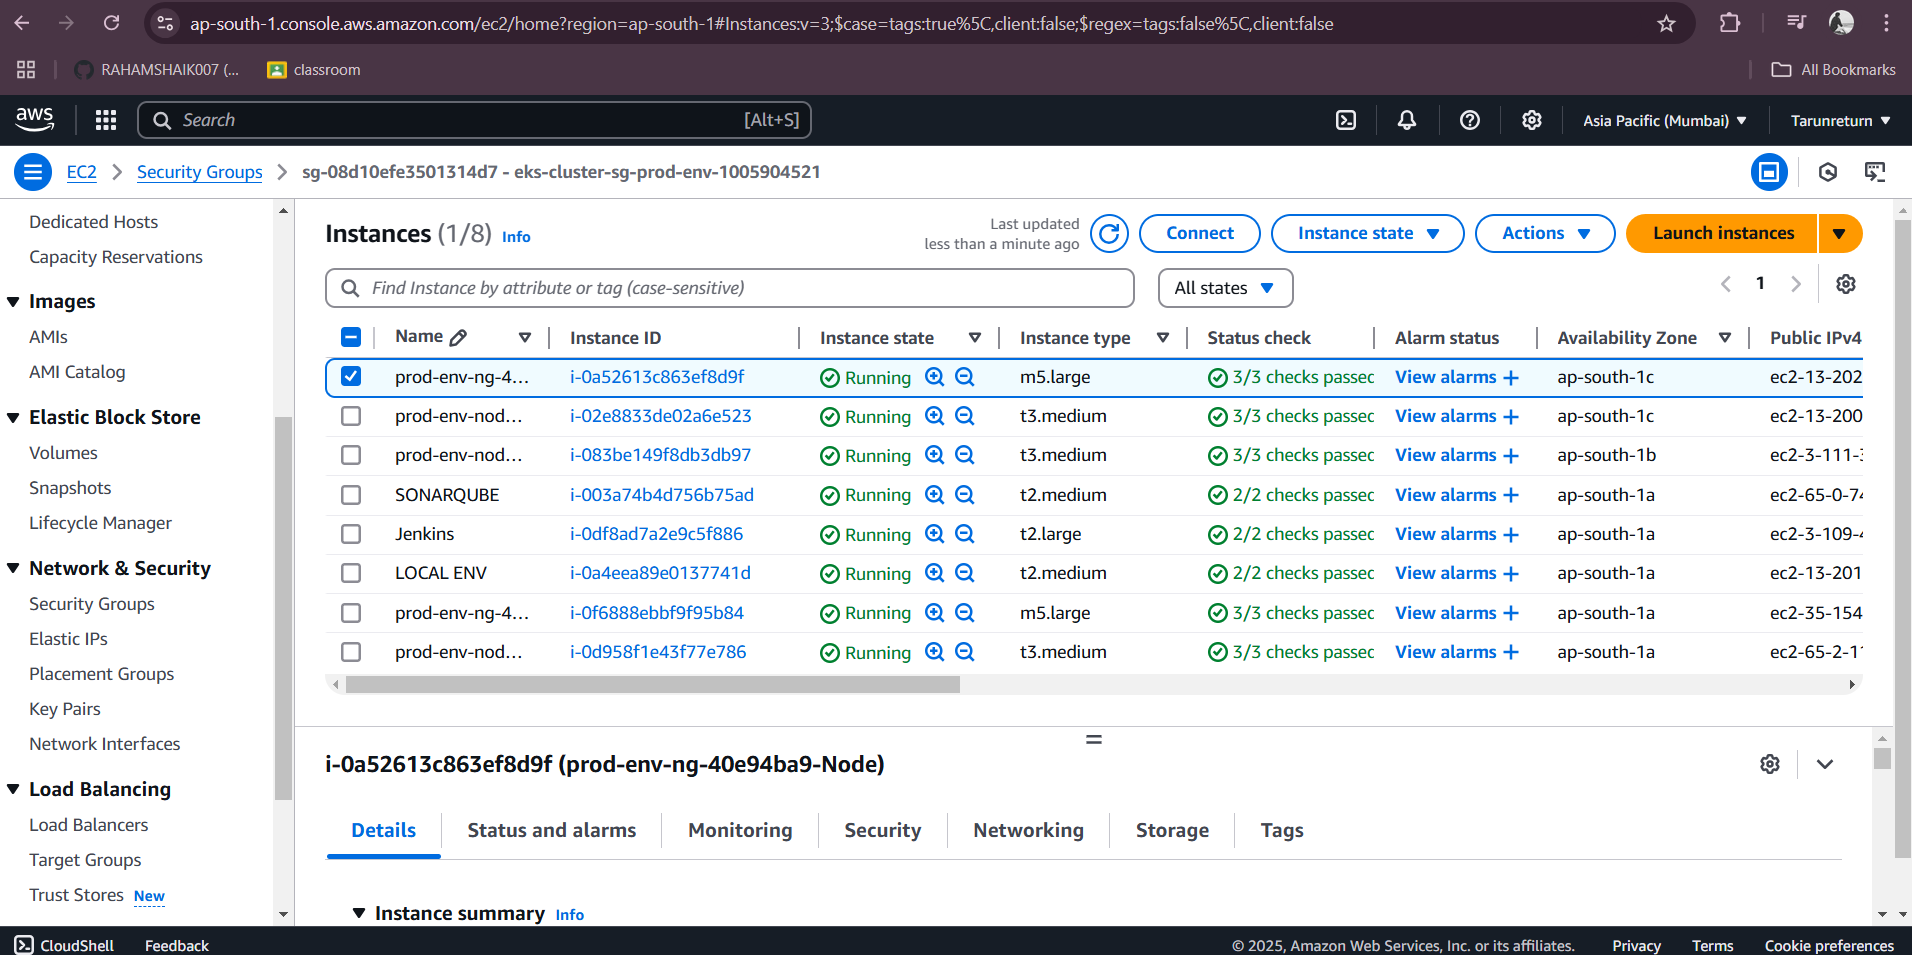 ap-south-1.console.aws.amazon.com/ec2/home?region=ap-south-1#Instances:v=3;$case=tags:true%5C,client:false;$regex=tags:false%5C,client:false
RAHAMSHAIK007 (... classroom All Bookmarks
aws Search [Alt+S] Asia Pacific (Mumbai) Tarunreturn
EC2 Security Groups sg-08d10efe3501314d7 - eks-cluster-sg-prod-env-1005904521
Dedicated Hosts
Capacity Reservations
Images
AMIs
AMI Catalog
Elastic Block Store
Volumes
Snapshots
Lifecycle Manager
Network & Security
Security Groups
Elastic IPs
Placement Groups
Key Pairs
Network Interfaces
Load Balancing
Load Balancers
Target Groups
Trust Stores New
Instances (1/8) Info
Last updated
less than a minute ago
Connect Instance state Actions Launch instances
Find Instance by attribute or tag (case-sensitive) All states 1
Name Instance ID Instance state Instance type Status check Alarm status Availability Zone Public IPv4
prod-env-ng-4... i-0a52613c863ef8d9f Running m5.large 3/3 checks passec View alarms + ap-south-1c ec2-13-202
prod-env-nod... i-02e8833de02a6e523 Running t3.medium 3/3 checks passec View alarms + ap-south-1c ec2-13-200
prod-env-nod... i-083be149f8db3db97 Running t3.medium 3/3 checks passec View alarms + ap-south-1b ec2-3-111-3
SONARQUBE i-003a74b4d756b75ad Running t2.medium 2/2 checks passec View alarms + ap-south-1a ec2-65-0-74
Jenkins i-0df8ad7a2e9c5f886 Running t2.large 2/2 checks passec View alarms + ap-south-1a ec2-3-109-4
LOCAL ENV i-0a4eea89e0137741d Running t2.medium 2/2 checks passec View alarms + ap-south-1a ec2-13-201
prod-env-ng-4... i-0f6888ebbf9f95b84 Running m5.large 3/3 checks passec View alarms + ap-south-1a ec2-35-154
prod-env-nod... i-0d958f1e43f77e786 Running t3.medium 3/3 checks passec View alarms + ap-south-1a ec2-65-2-11
i-0a52613c863ef8d9f (prod-env-ng-40e94ba9-Node)
Details Status and alarms Monitoring Security Networking Storage Tags
Instance summary Info
CloudShell Feedback © 2025, Amazon Web Services, Inc. or its affiliates. Privacy Terms Cookie preferences